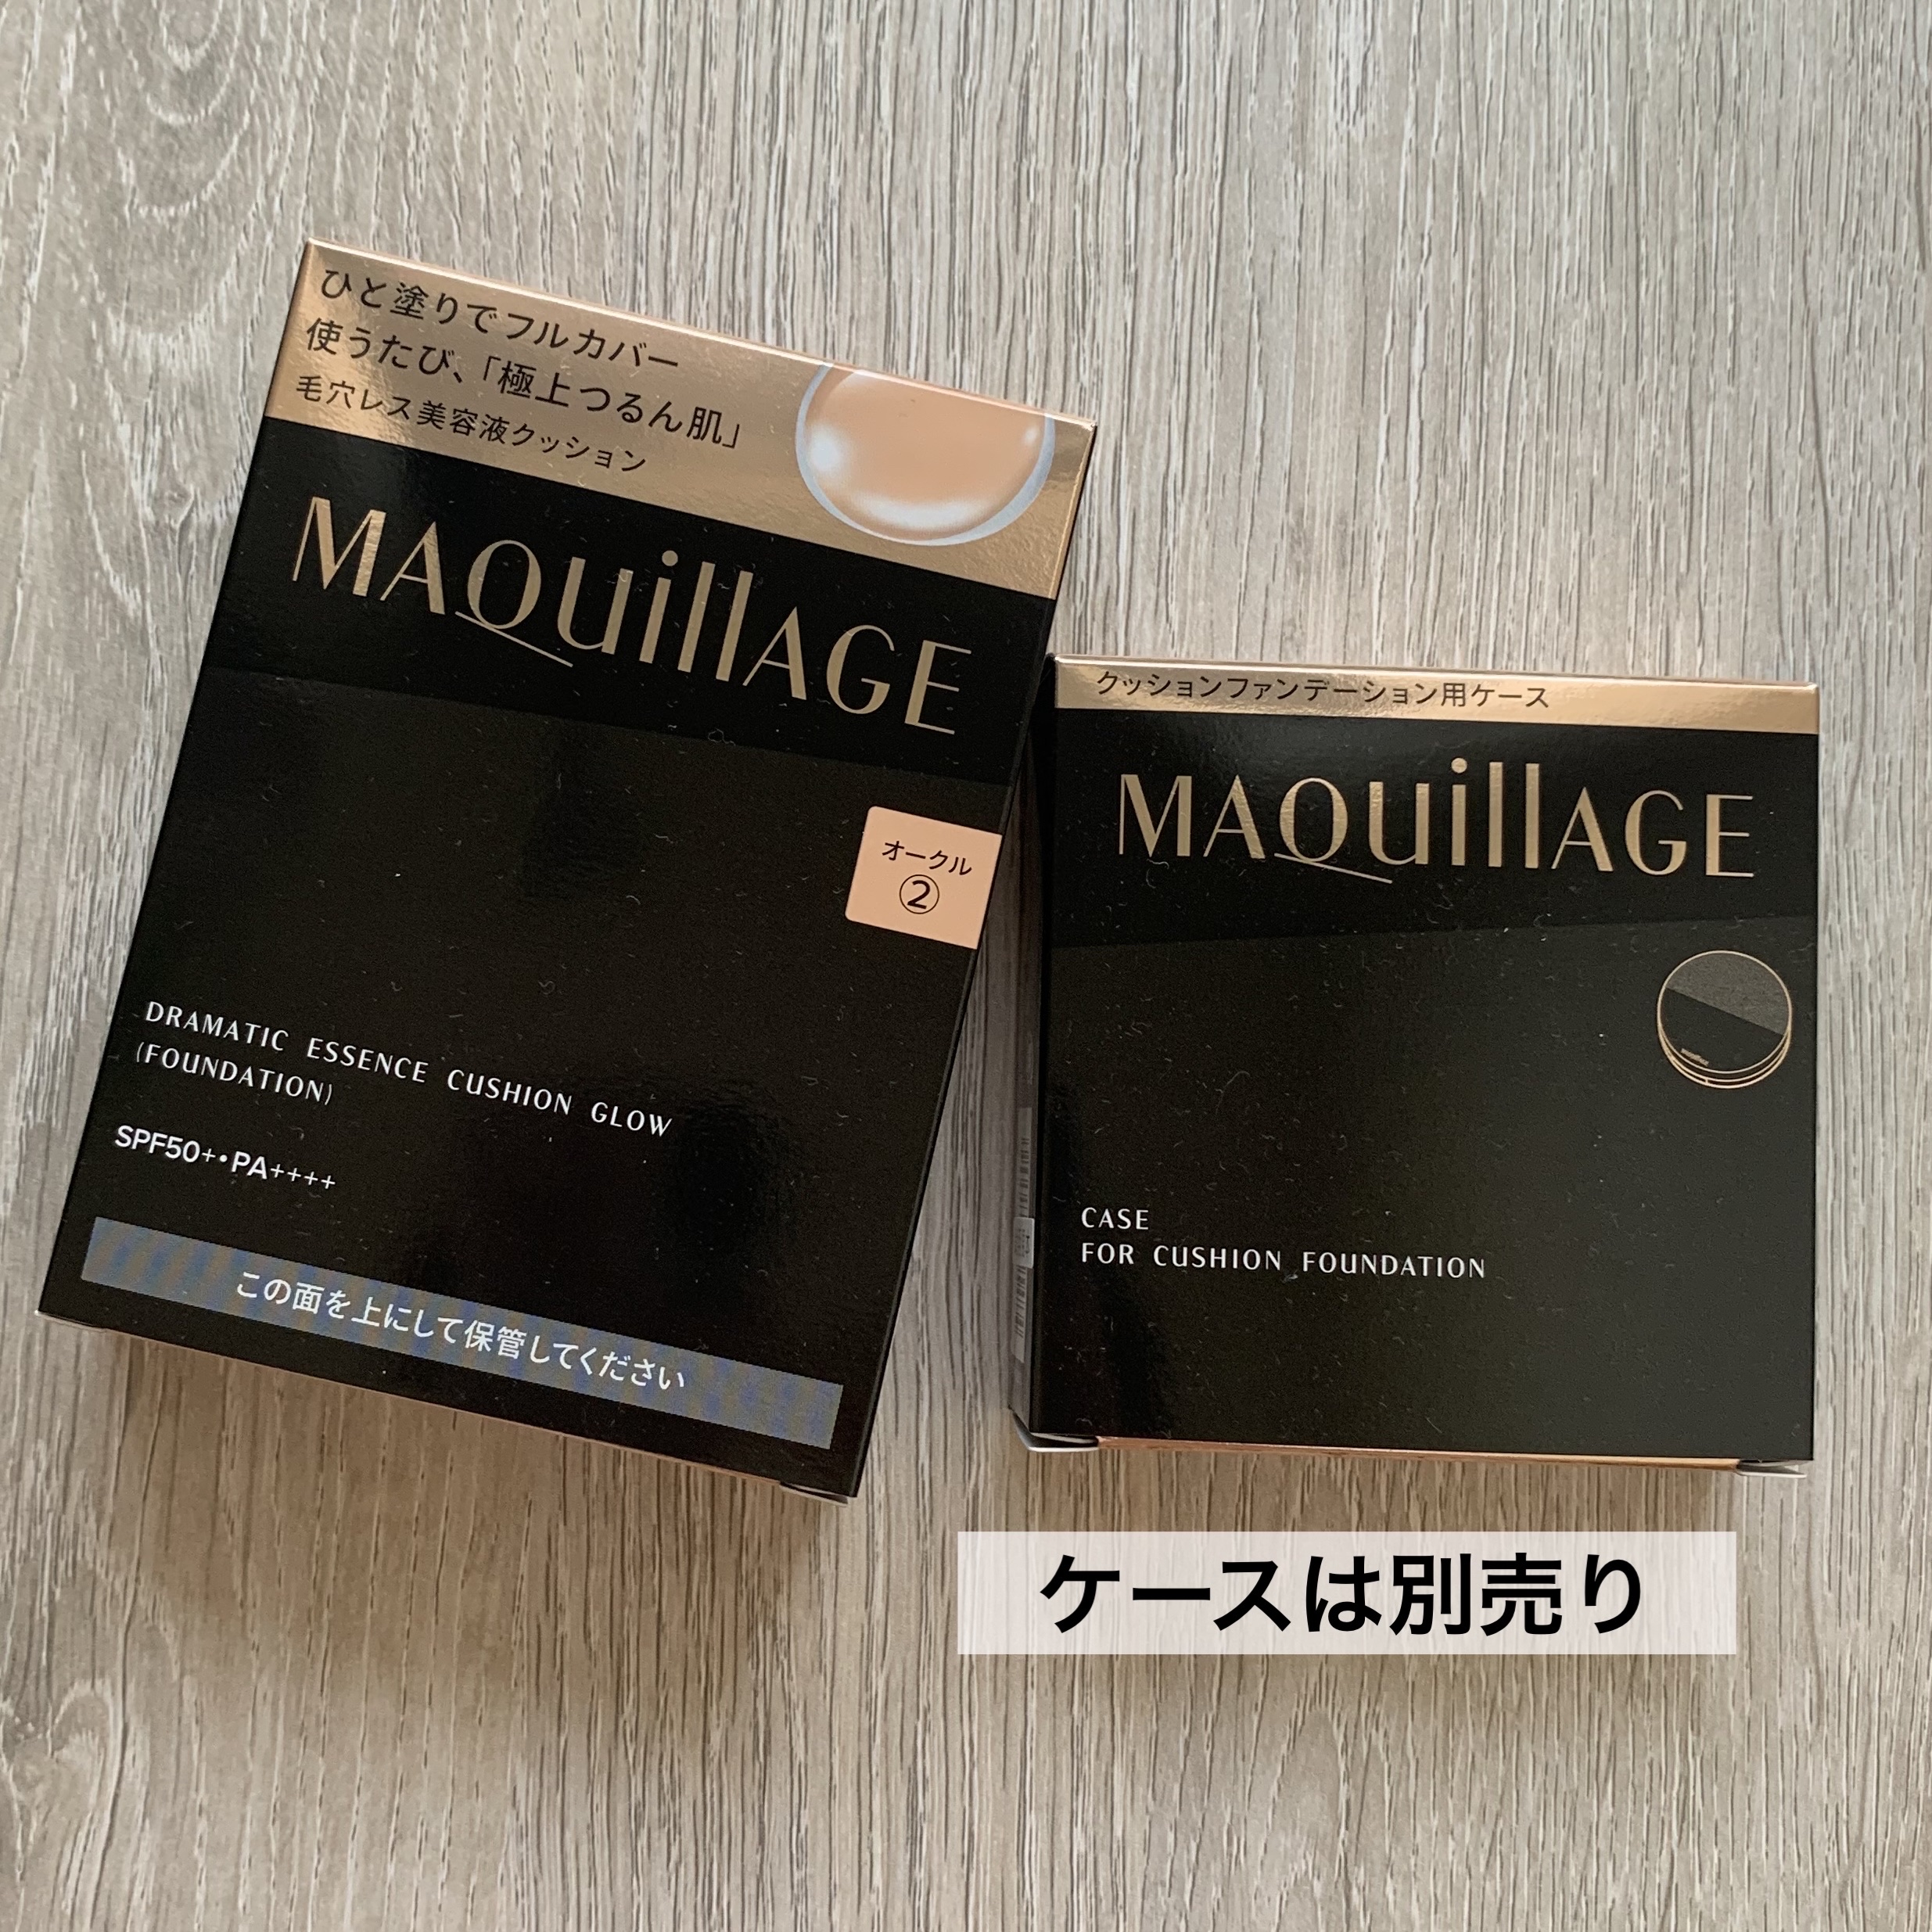 ひと塗りでフルカバー
使うたび、「極上つるん肌」
毛穴レス美容液クッション
MAQuillAGE
オークル
②
DRAMATIC ESSENCE CUSHION GLOW
(FOUNDATION)
SPF50+・PA++++
この面を上にして保管してください
クッションファンデーション用ケース
MAQuillAGE
CASE
FOR CUSHION FOUNDATION
ケースは別売り